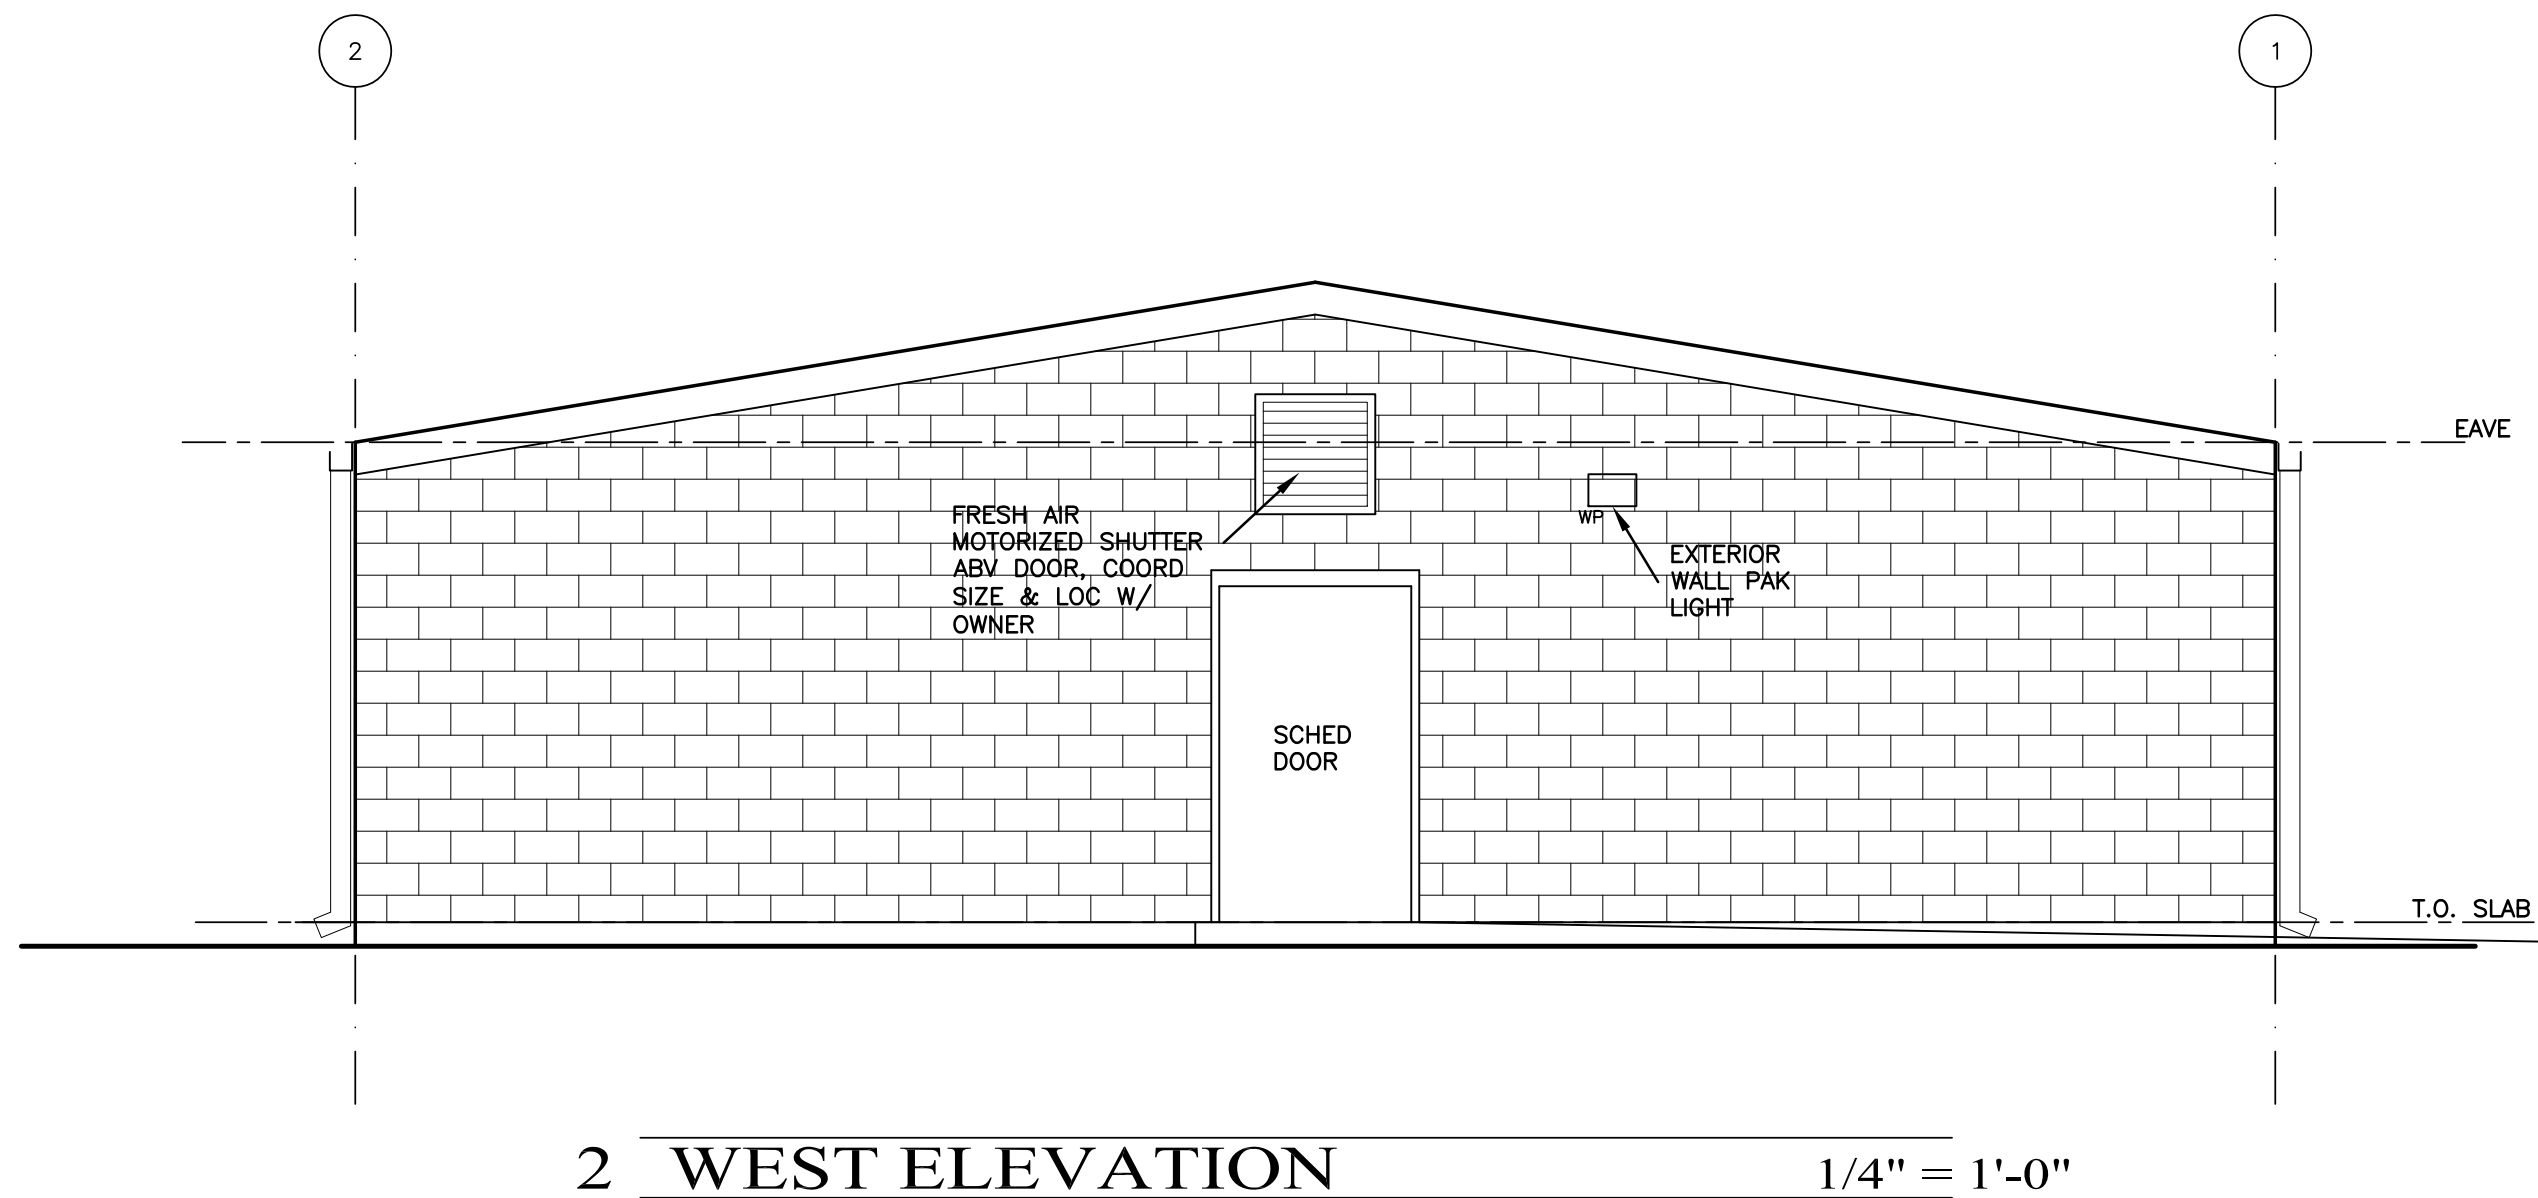 2
1
EAVE
FRESH AIR
MOTORIZED SHUTTER
ABV DOOR, COORD
SIZE & LOC W/
OWNER
WP
EXTERIOR
WALL PAK
LIGHT
SCHED
DOOR
T.O. SLAB
2 WEST ELEVATION 1/4" = 1'-0"